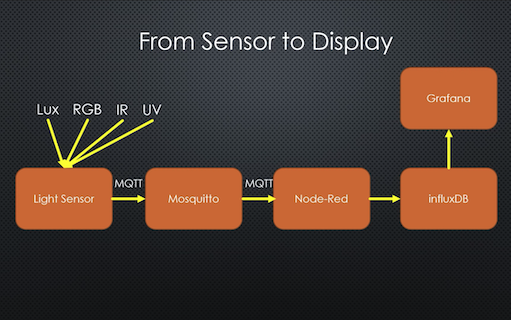 From Sensor to Display
Grafana
Lux RGB IR UV
MQTT MQTT
Light Sensor Mosquitto Node-Red influxDB